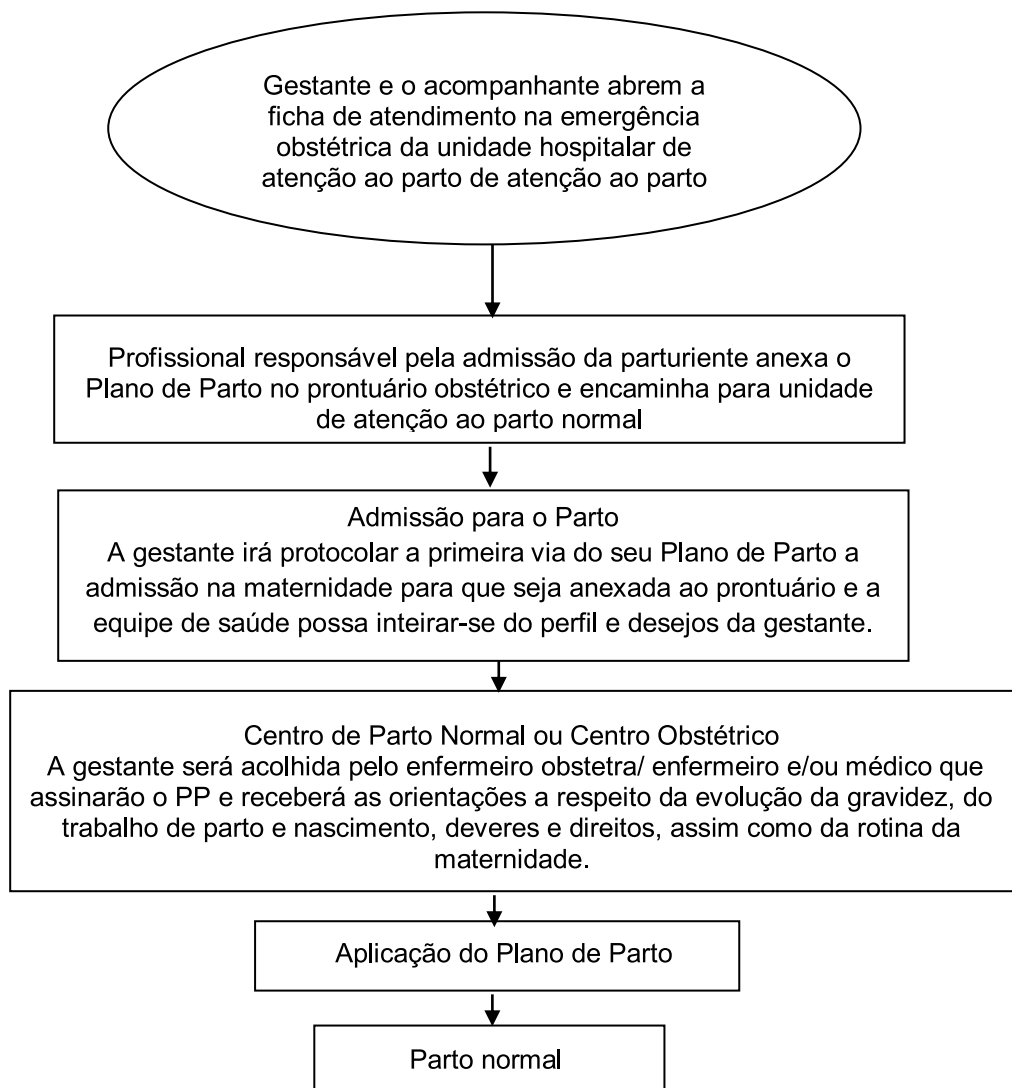 Gestante e o acompanhante abrem a
ficha de atendimento na emergência
obstétrica da unidade hospitalar de
atenção ao parto de atenção ao parto
Profissional responsável pela admissão da parturiente anexa o
Plano de Parto no prontuário obstétrico e encaminha para unidade
de atenção ao parto normal
Admissão para o Parto
A gestante irá protocolar a primeira via do seu Plano de Parto a
admissão na maternidade para que seja anexada ao prontuário e a
equipe de saúde possa inteirar-se do perfil e desejos da gestante.
Centro de Parto Normal ou Centro Obstétrico
A gestante será acolhida pelo enfermeiro obstetra/ enfermeiro e/ou médico que
assinarão o PP e receberá as orientações a respeito da evolução da gravidez, do
trabalho de parto e nascimento, deveres e direitos, assim como da rotina da
maternidade.
Aplicação do Plano de Parto
Parto normal